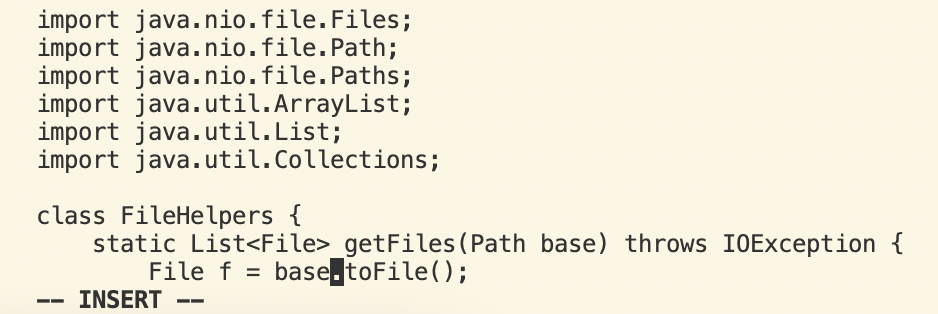 import java.nio.file.Files;
import java.nio.file.Path;
import java.nio.file.Paths;
import java.util.ArrayList;
import java.util.List;
import java.util.Collections;

class FileHelpers {
    static List<File> getFiles(Path base) throws IOException {
        File f = base.toFile();
-- INSERT --